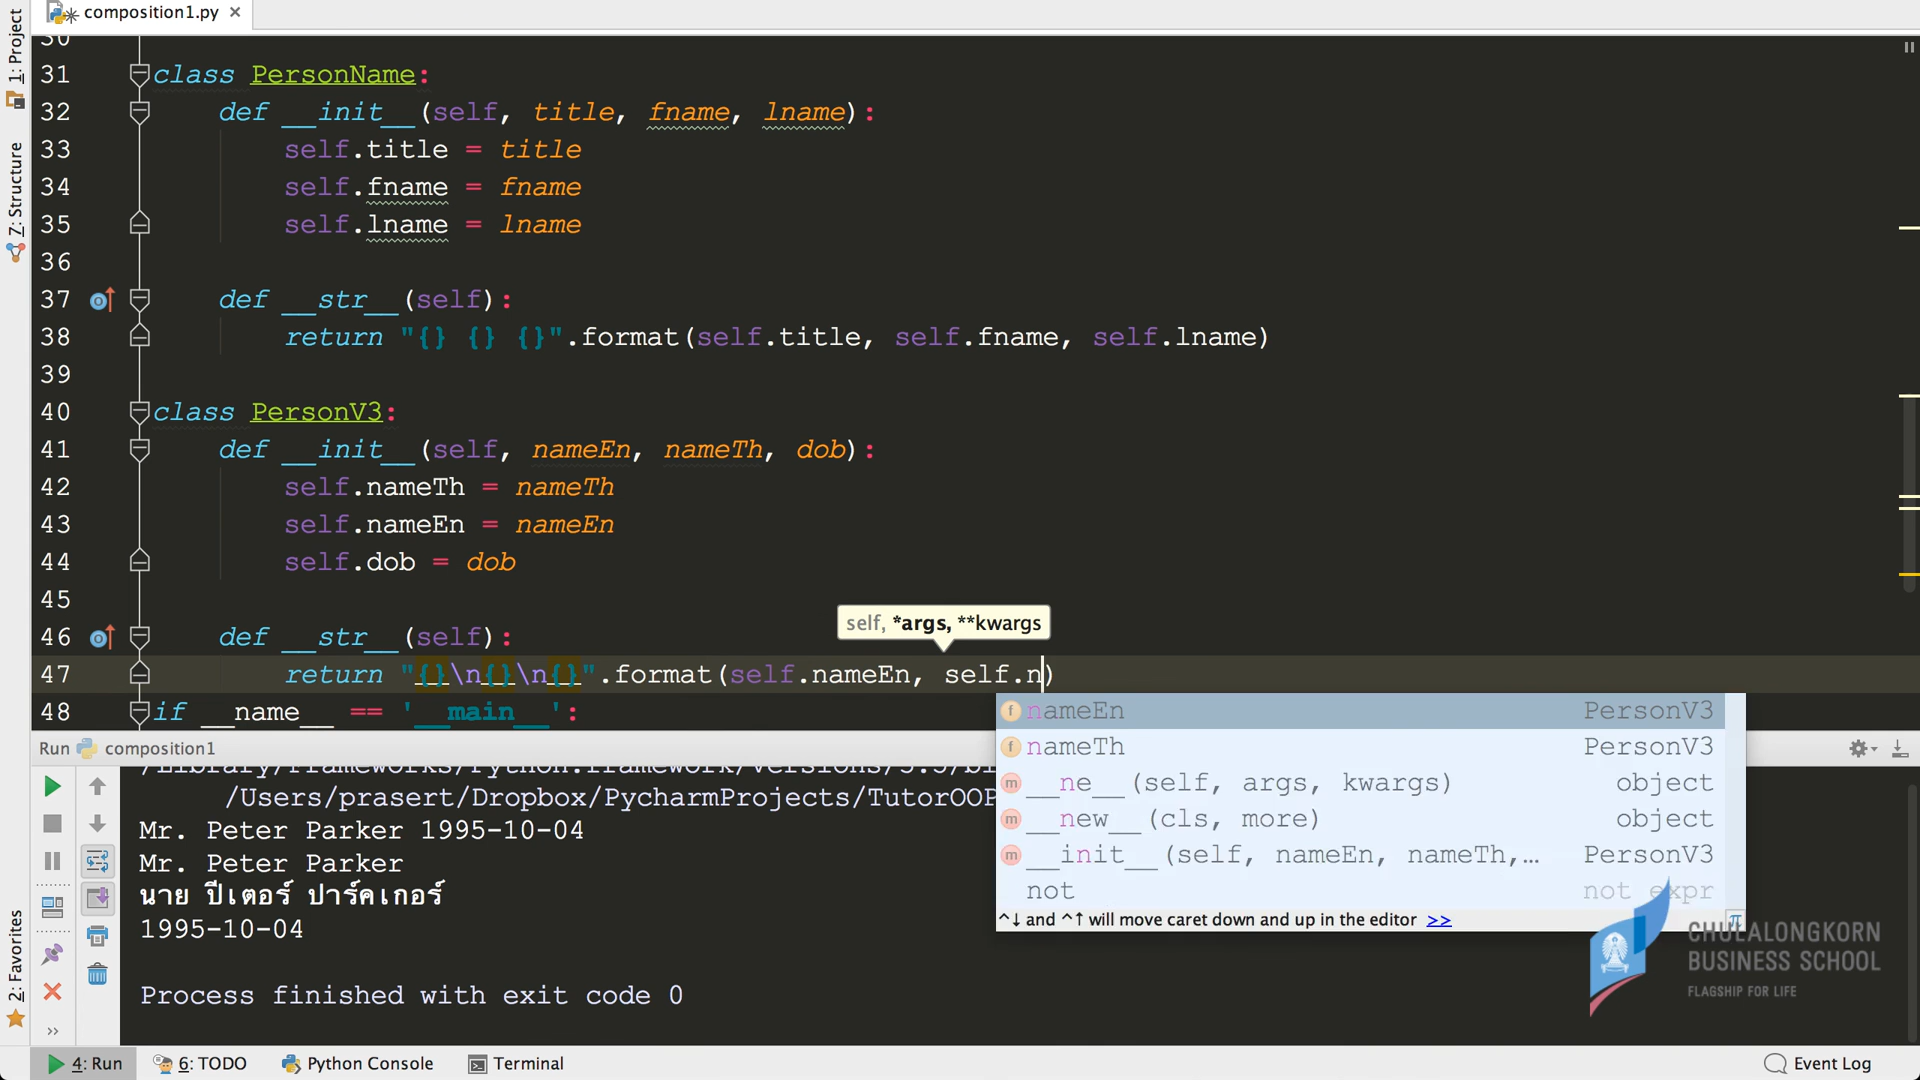 composition1.py ×
1: Project
7: Structure
2: Favorites
30
31 class PersonName:
32 def __init__(self, title, fname, lname):
33 self.title = title
34 self.fname = fname
35 self.lname = lname
36
37 def __str__(self):
38 return "{} {} {}".format(self.title, self.fname, self.lname)
39
40 class PersonV3:
41 def __init__(self, nameEn, nameTh, dob):
42 self.nameTh = nameTh
43 self.nameEn = nameEn
44 self.dob = dob
45
self, *args, **kwargs
46 def __str__(self):
47 return "{}\n{}\n{}".format(self.nameEn, self.n)
48 if __name__ == '__main__':
nameEn PersonV3
nameTh PersonV3
__ne__(self, args, kwargs) object
__new__(cls, more) object
__init__(self, nameEn, nameTh,... PersonV3
not not expr
^↓ and ^↑ will move caret down and up in the editor >>
π
Run composition1
/Users/prasert/Dropbox/PycharmProjects/TutorOOP
Mr. Peter Parker 1995-10-04
Mr. Peter Parker
นาย ปีเตอร์ ปาร์คเกอร์
1995-10-04
Process finished with exit code 0
CHULALONGKORN
BUSINESS SCHOOL
FLAGSHIP FOR LIFE
4: Run 6: TODO Python Console Terminal Event Log